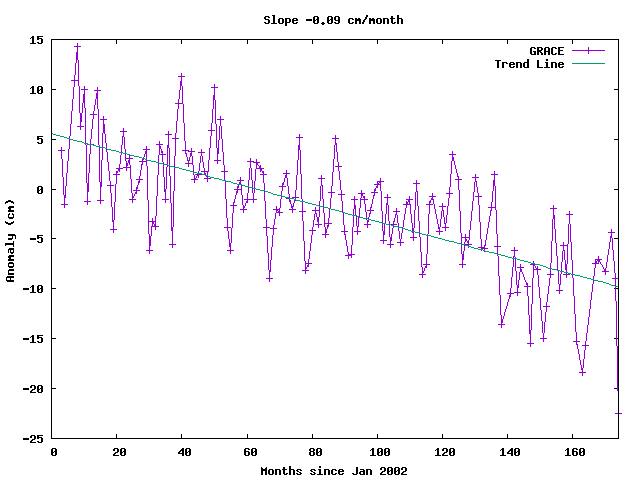 Slope -0.09 cm/month
GRACE
Trend Line
15
10
5
0
-5
-10
-15
-20
-25
Anomaly (cm)
0 20 40 60 80 100 120 140 160
Months since Jan 2002